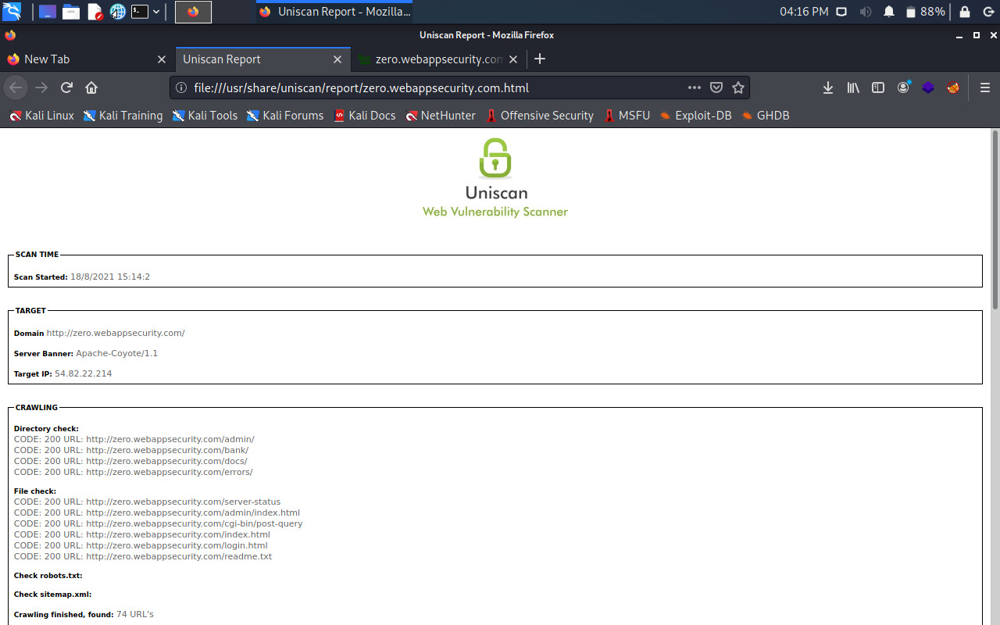 Uniscan Report - Mozilla... 04:16 PM 88%
Uniscan Report - Mozilla Firefox
New Tab Uniscan Report zero.webappsecurity.com
file:///usr/share/uniscan/report/zero.webappsecurity.com.html
Kali Linux Kali Training Kali Tools Kali Forums Kali Docs NetHunter Offensive Security MSFU Exploit-DB GHDB
Uniscan
Web Vulnerability Scanner
SCAN TIME
Scan Started: 18/8/2021 15:14:2
TARGET
Domain http://zero.webappsecurity.com/
Server Banner: Apache-Coyote/1.1
Target IP: 54.82.22.214
CRAWLING
Directory check:
CODE: 200 URL: http://zero.webappsecurity.com/admin/
CODE: 200 URL: http://zero.webappsecurity.com/bank/
CODE: 200 URL: http://zero.webappsecurity.com/docs/
CODE: 200 URL: http://zero.webappsecurity.com/errors/
File check:
CODE: 200 URL: http://zero.webappsecurity.com/server-status
CODE: 200 URL: http://zero.webappsecurity.com/admin/index.html
CODE: 200 URL: http://zero.webappsecurity.com/cgi-bin/post-query
CODE: 200 URL: http://zero.webappsecurity.com/index.html
CODE: 200 URL: http://zero.webappsecurity.com/login.html
CODE: 200 URL: http://zero.webappsecurity.com/readme.txt
Check robots.txt:
Check sitemap.xml:
Crawling finished, found: 74 URL's